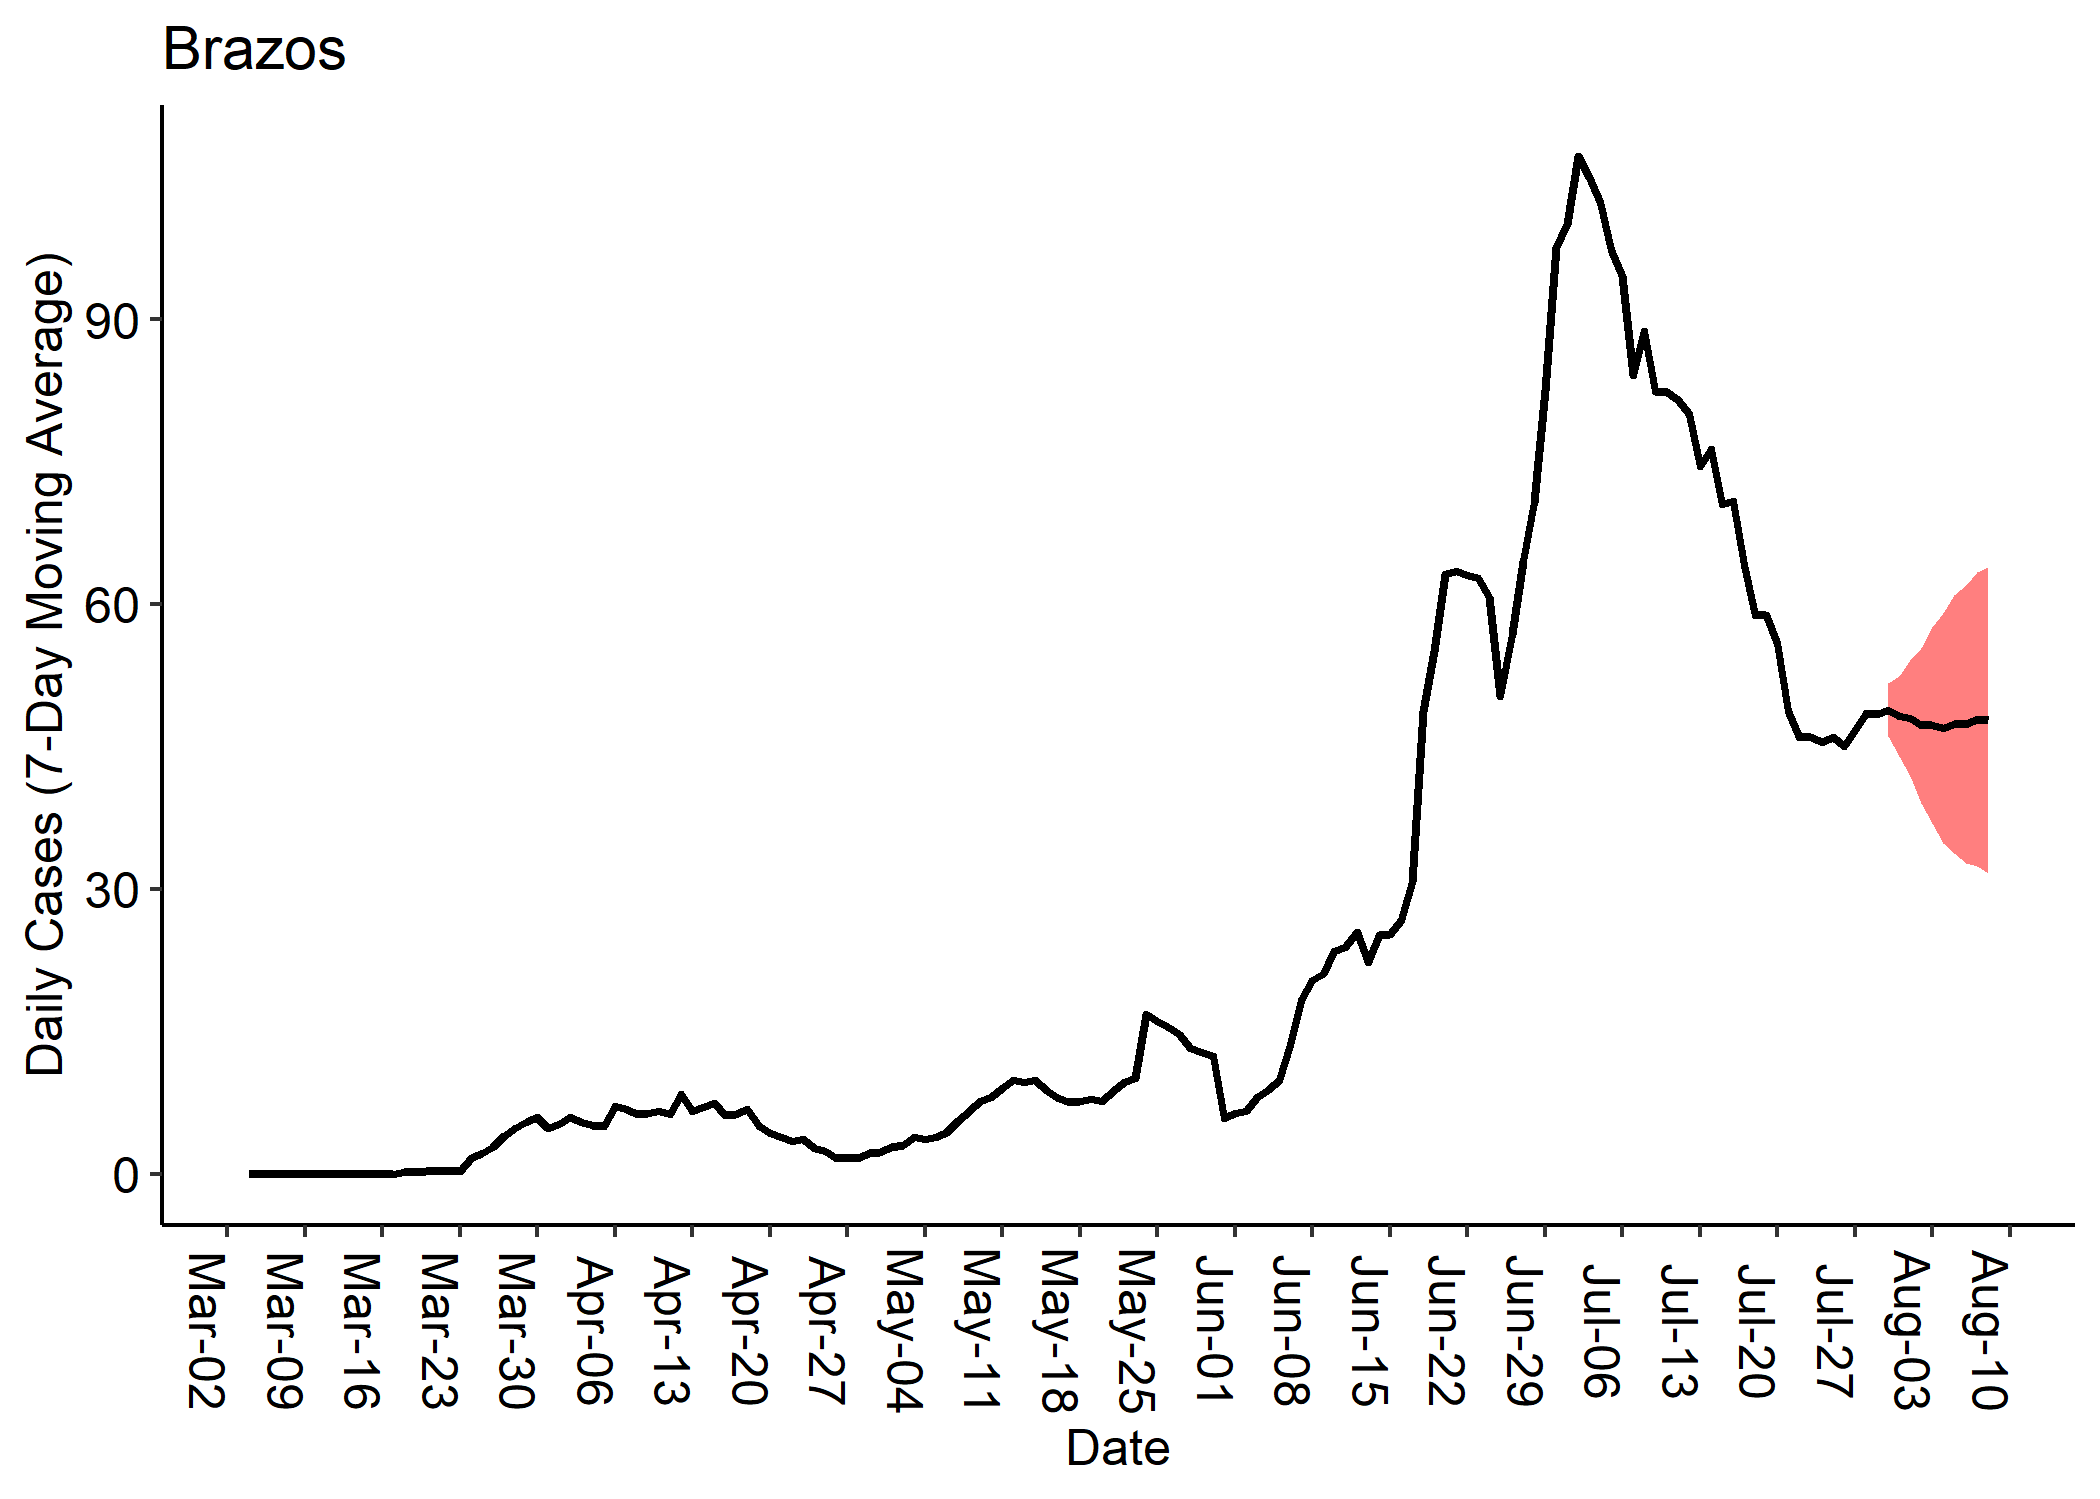 Brazos
Daily Cases (7-Day Moving Average)
90
60
30
0
Mar-02
Mar-09
Mar-16
Mar-23
Mar-30
Apr-06
Apr-13
Apr-20
Apr-27
May-04
May-11
May-18
May-25
Jun-01
Jun-08
Jun-15
Jun-22
Jun-29
Jul-06
Jul-13
Jul-20
Jul-27
Aug-03
Aug-10
Date